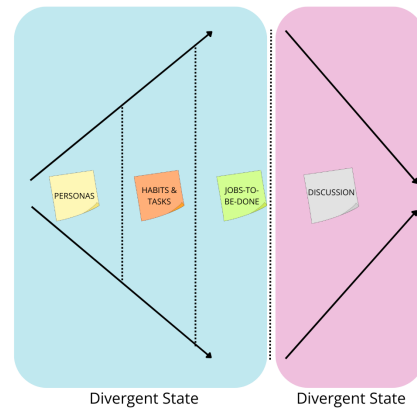 PERSONAS
HABITS &
TASKS
JOBS-TO-
BE-DONE
DISCUSSION
Divergent State
Divergent State